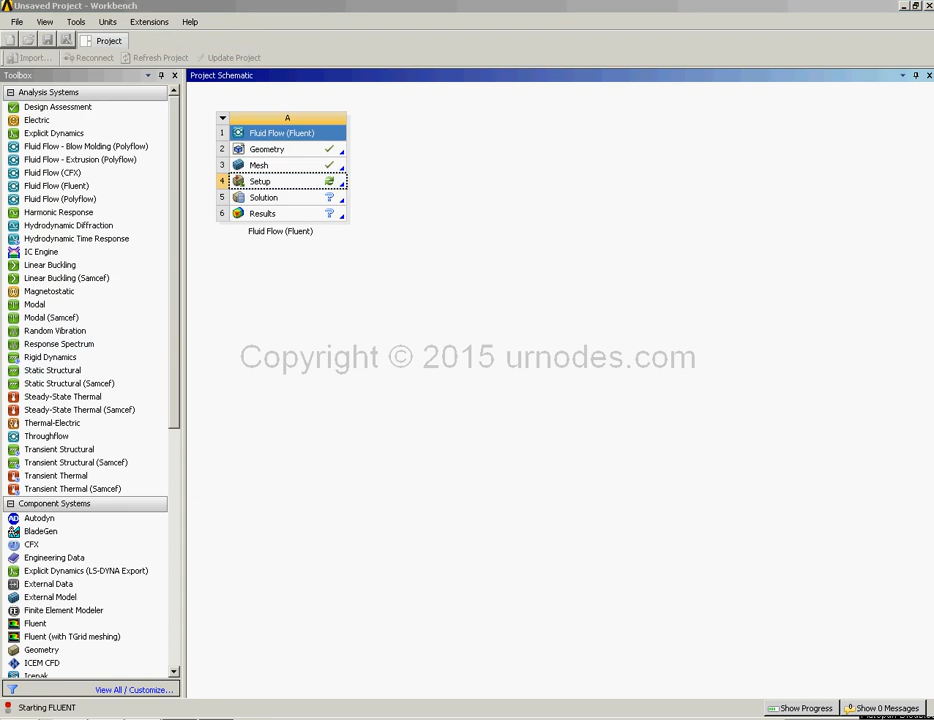 Unsaved Project - Workbench
File View Tools Units Extensions Help
Project
Import... Reconnect Refresh Project Update Project
Toolbox
Project Schematic
Analysis Systems
Design Assessment
Electric
Explicit Dynamics
Fluid Flow - Blow Molding (Polyflow)
Fluid Flow - Extrusion (Polyflow)
Fluid Flow (CFX)
Fluid Flow (Fluent)
Fluid Flow (Polyflow)
Harmonic Response
Hydrodynamic Diffraction
Hydrodynamic Time Response
IC Engine
Linear Buckling
Linear Buckling (Samcef)
Magnetostatic
Modal
Modal (Samcef)
Random Vibration
Response Spectrum
Rigid Dynamics
Static Structural
Static Structural (Samcef)
Steady-State Thermal
Steady-State Thermal (Samcef)
Thermal-Electric
Throughflow
Transient Structural
Transient Structural (Samcef)
Transient Thermal
Transient Thermal (Samcef)
Component Systems
Autodyn
BladeGen
CFX
Engineering Data
Explicit Dynamics (LS-DYNA Export)
External Data
External Model
Finite Element Modeler
Fluent
Fluent (with TGrid meshing)
Geometry
ICEM CFD
Icepak
View All / Customize...
A
1 Fluid Flow (Fluent)
2 Geometry
3 Mesh
4 Setup
5 Solution ?
6 Results ?
Fluid Flow (Fluent)
Copyright © 2015 urnodes.com
Starting FLUENT
Show Progress Show 0 Messages